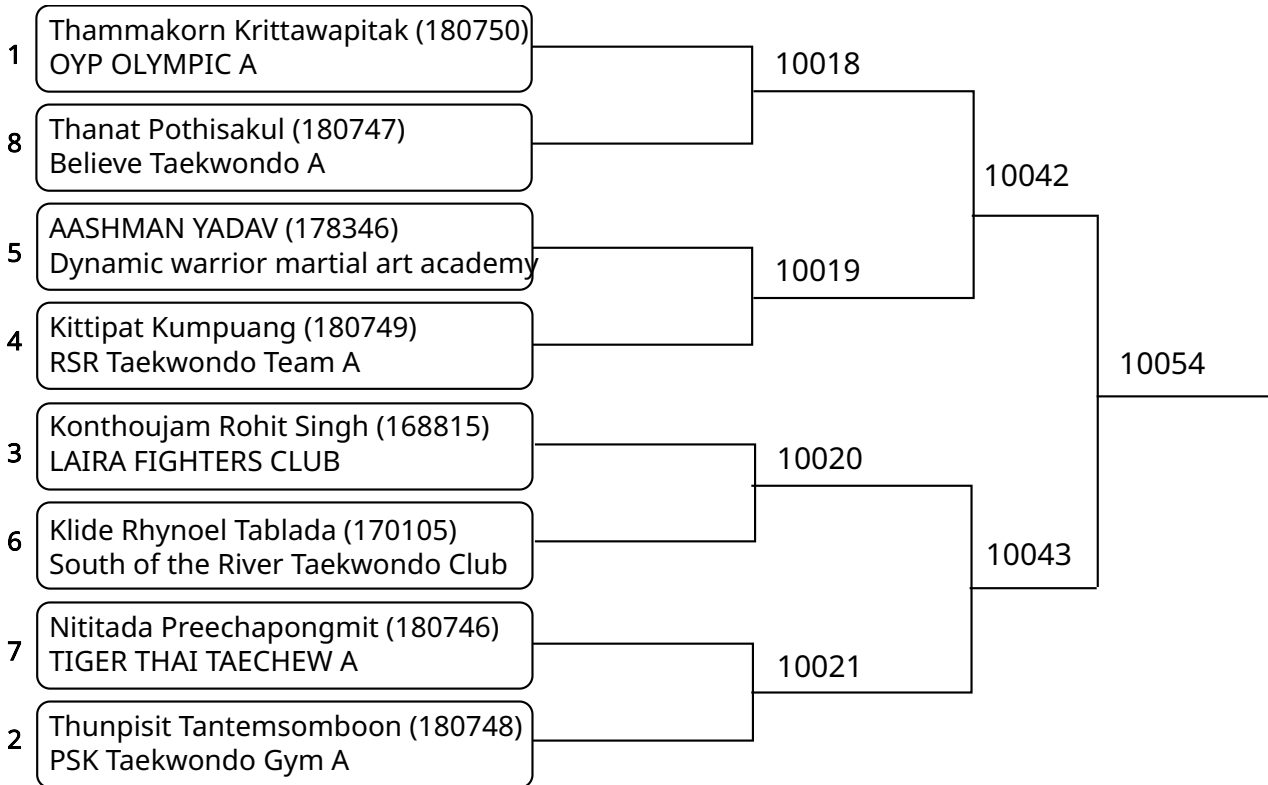 1
Thammakorn Krittawapitak (180750)
OYP OLYMPIC A
10018
8
Thanat Pothisakul (180747)
Believe Taekwondo A
10042
5
AASHMAN YADAV (178346)
Dynamic warrior martial art academy
10019
4
Kittipat Kumpuang (180749)
RSR Taekwondo Team A
10054
3
Konthoujam Rohit Singh (168815)
LAIRA FIGHTERS CLUB
10020
6
Klide Rhynoel Tablada (170105)
South of the River Taekwondo Club
10043
7
Nititada Preechapongmit (180746)
TIGER THAI TAECHEW A
10021
2
Thunpisit Tantemsomboon (180748)
PSK Taekwondo Gym A